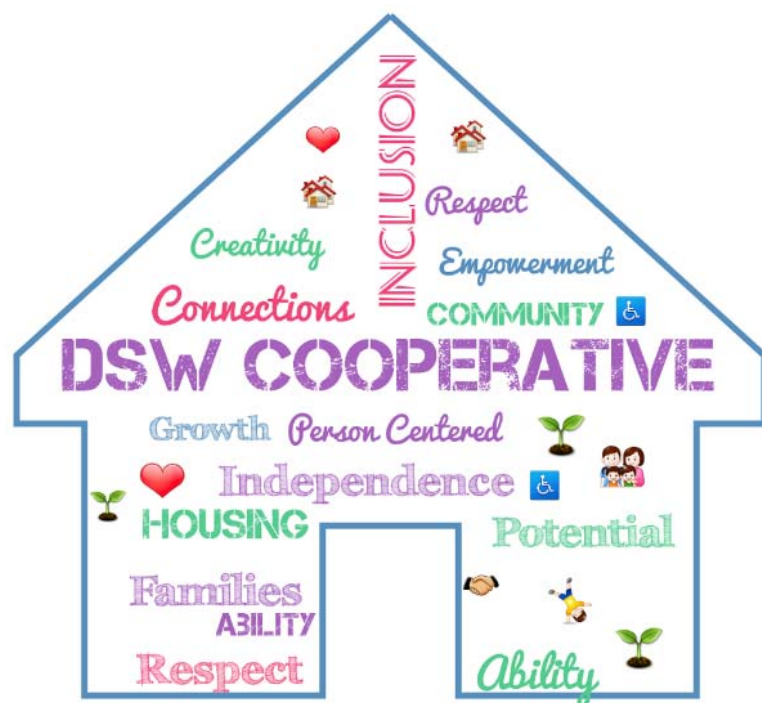 INCLUSION
Respect
Creativity
Empowerment
Connections
COMMUNITY
DSW COOPERATIVE
Growth Person Centered
Independence
HOUSING
Potential
Families
ABILITY
Respect
Ability